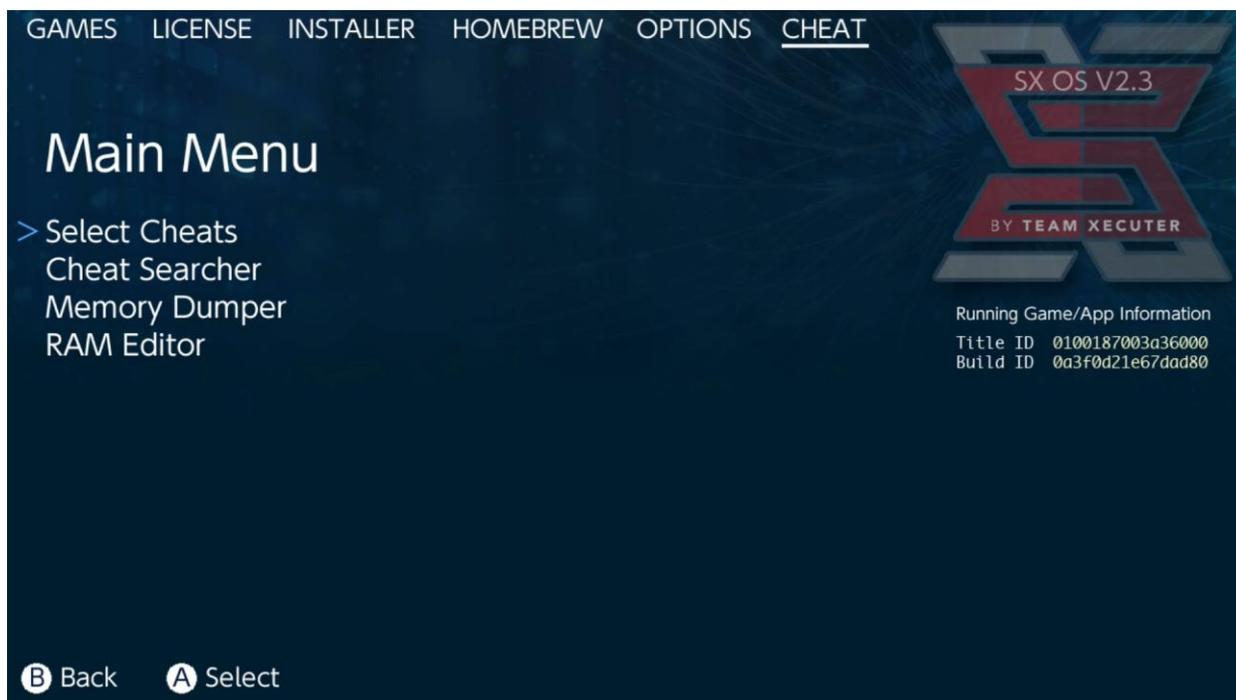 GAMES LICENSE INSTALLER HOMEBREW OPTIONS CHEAT
SX OS V2.3
BY TEAM XECUTER
Main Menu
> Select Cheats
Cheat Searcher
Memory Dumper
RAM Editor
Running Game/App Information
Title ID 0100187003a36000
Build ID 0a3f0d21e67dad80
B Back A Select